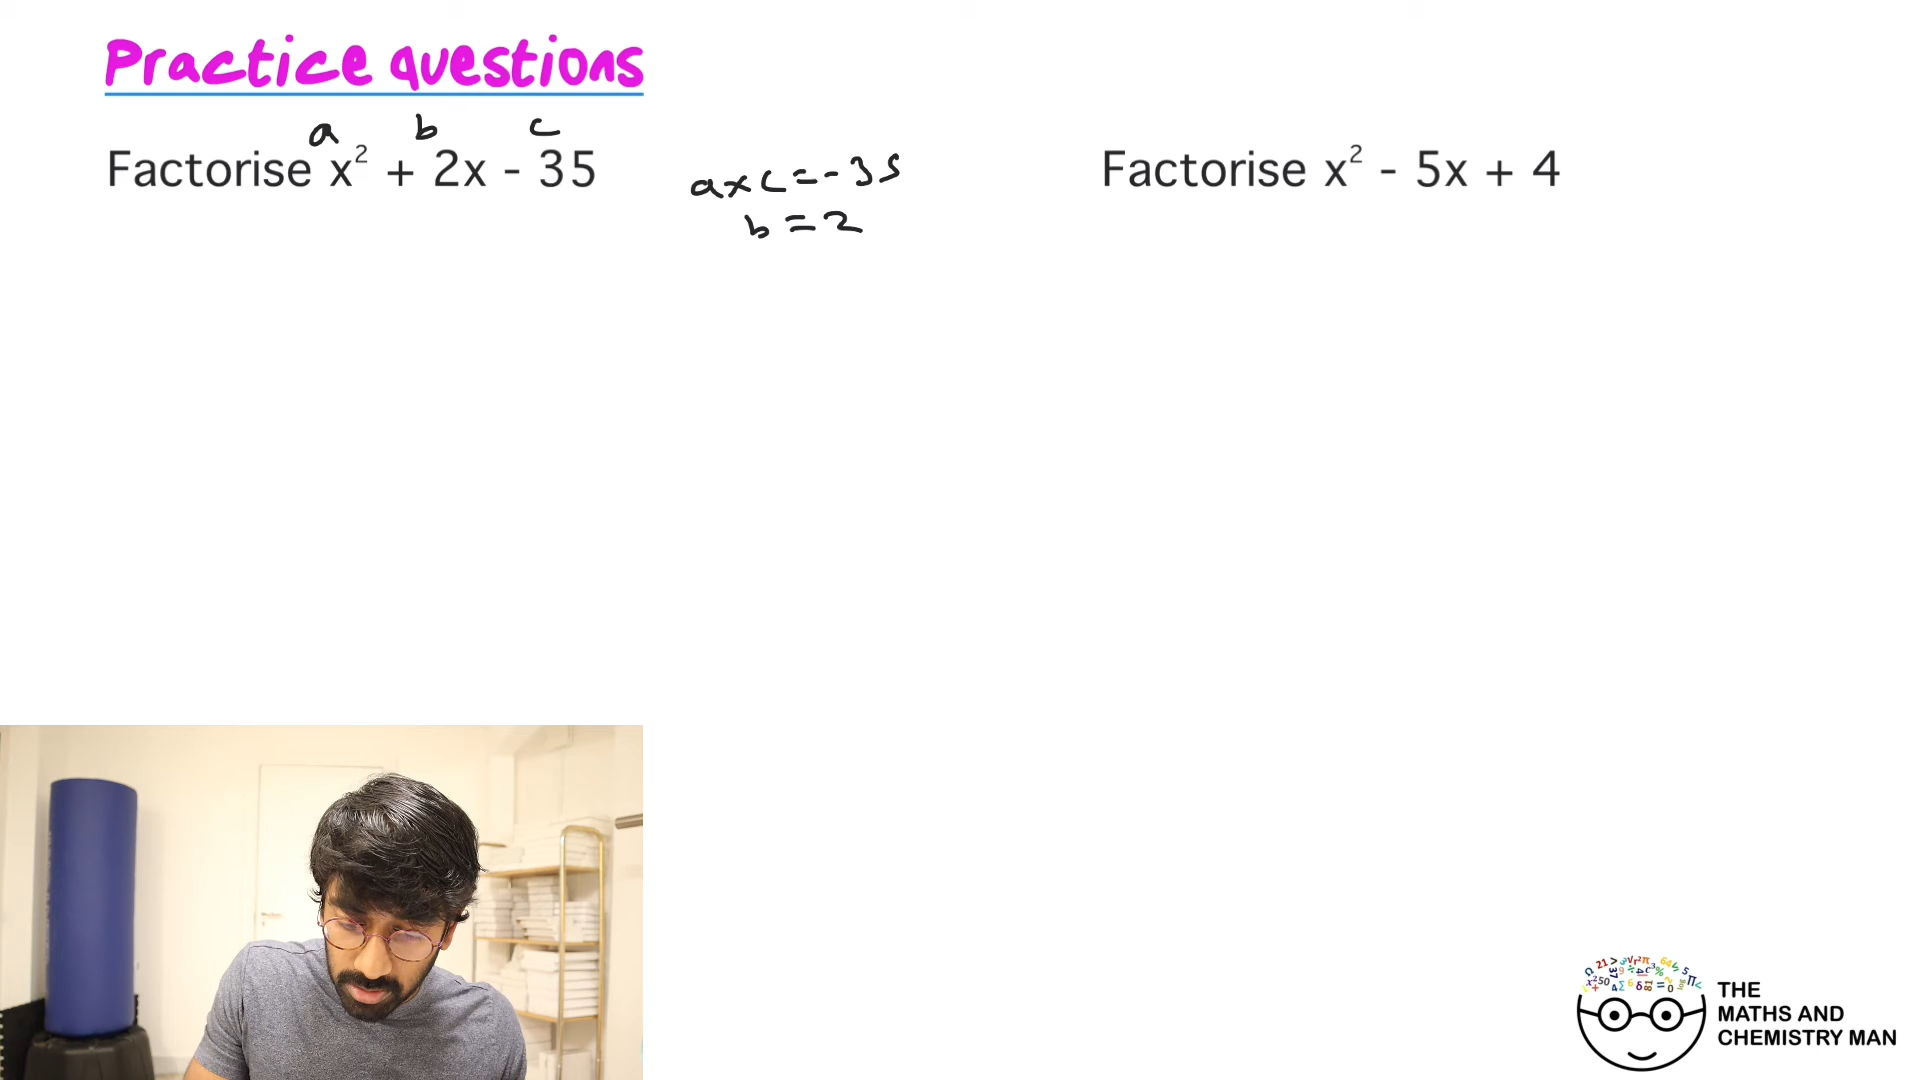 Practice questions
a b c
Factorise x² + 2x - 35
a x c = -35
b = 2
Factorise x² - 5x + 4
THE
MATHS AND
CHEMISTRY MAN